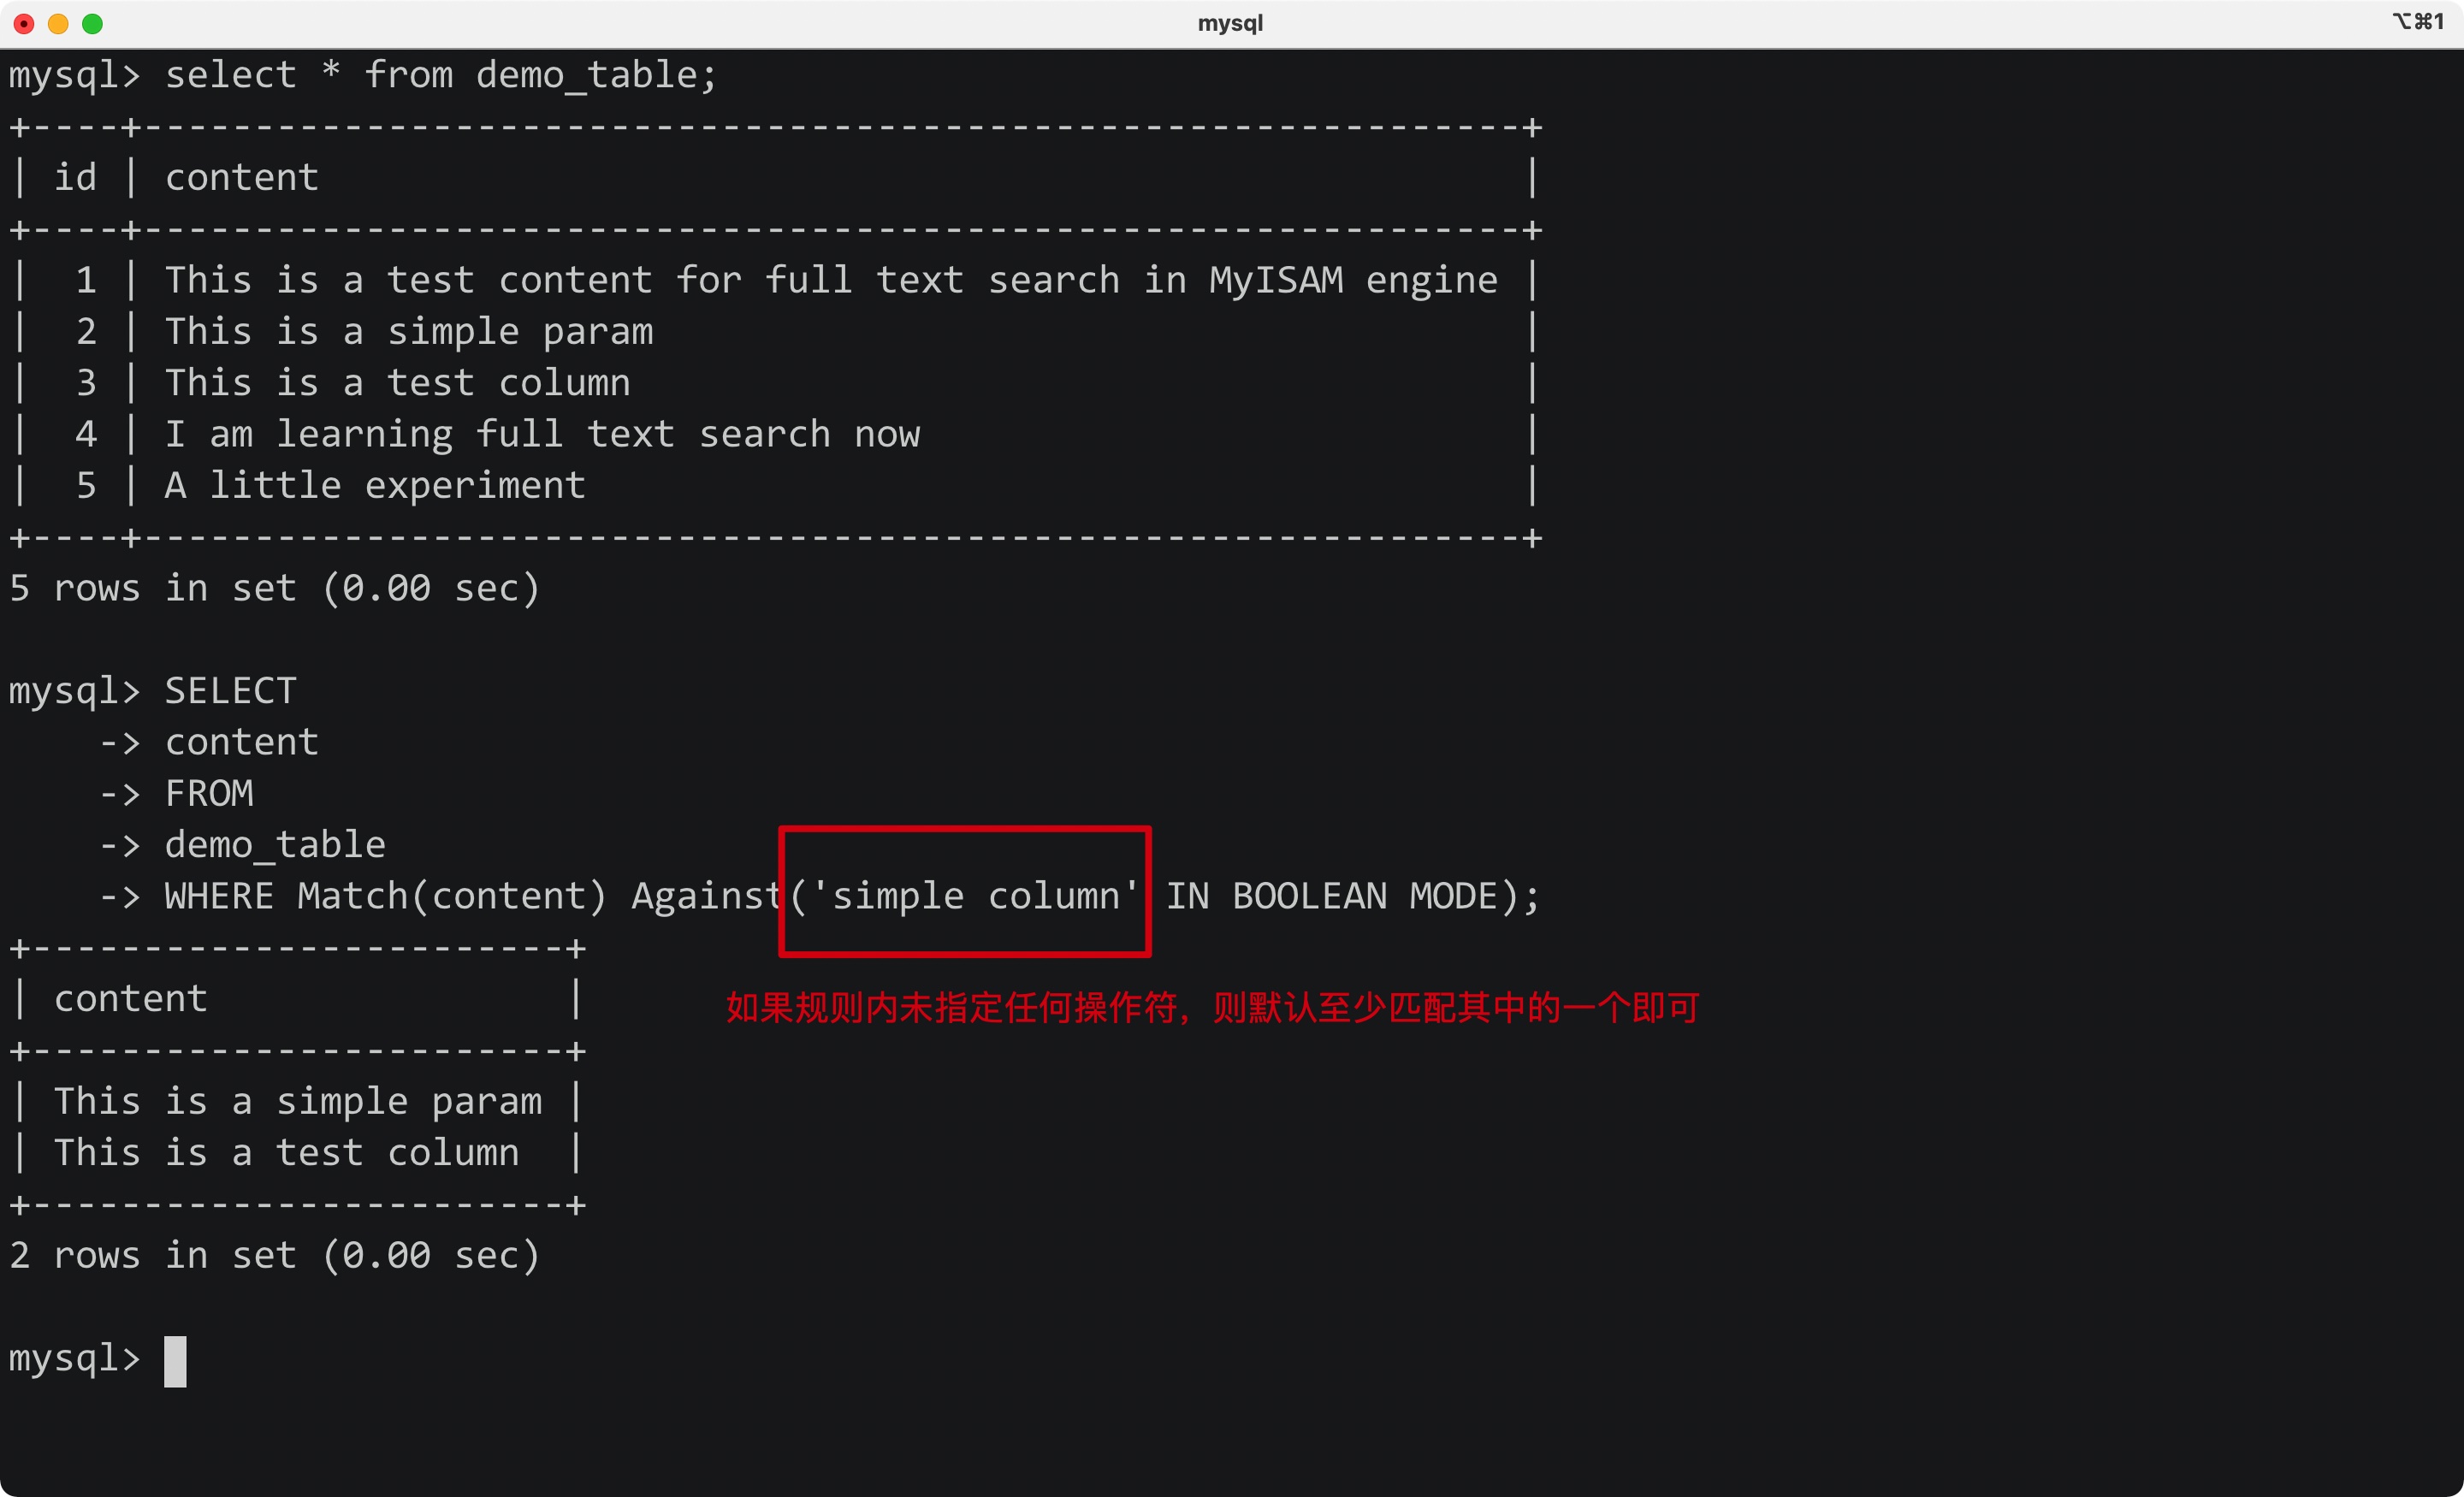 mysql
⌥⌘1
mysql> select * from demo_table;
+----+--------------------------------------------------------------+
| id | content                                                      |
+----+--------------------------------------------------------------+
|  1 | This is a test content for full text search in MyISAM engine |
|  2 | This is a simple param                                       |
|  3 | This is a test column                                        |
|  4 | I am learning full text search now                           |
|  5 | A little experiment                                          |
+----+--------------------------------------------------------------+
5 rows in set (0.00 sec)
mysql> SELECT
    -> content
    -> FROM
    -> demo_table
    -> WHERE Match(content) Against('simple column' IN BOOLEAN MODE);
+------------------------+
| content                |
如果规则内未指定任何操作符，则默认至少匹配其中的一个即可
+------------------------+
| This is a simple param |
| This is a test column  |
+------------------------+
2 rows in set (0.00 sec)
mysql>